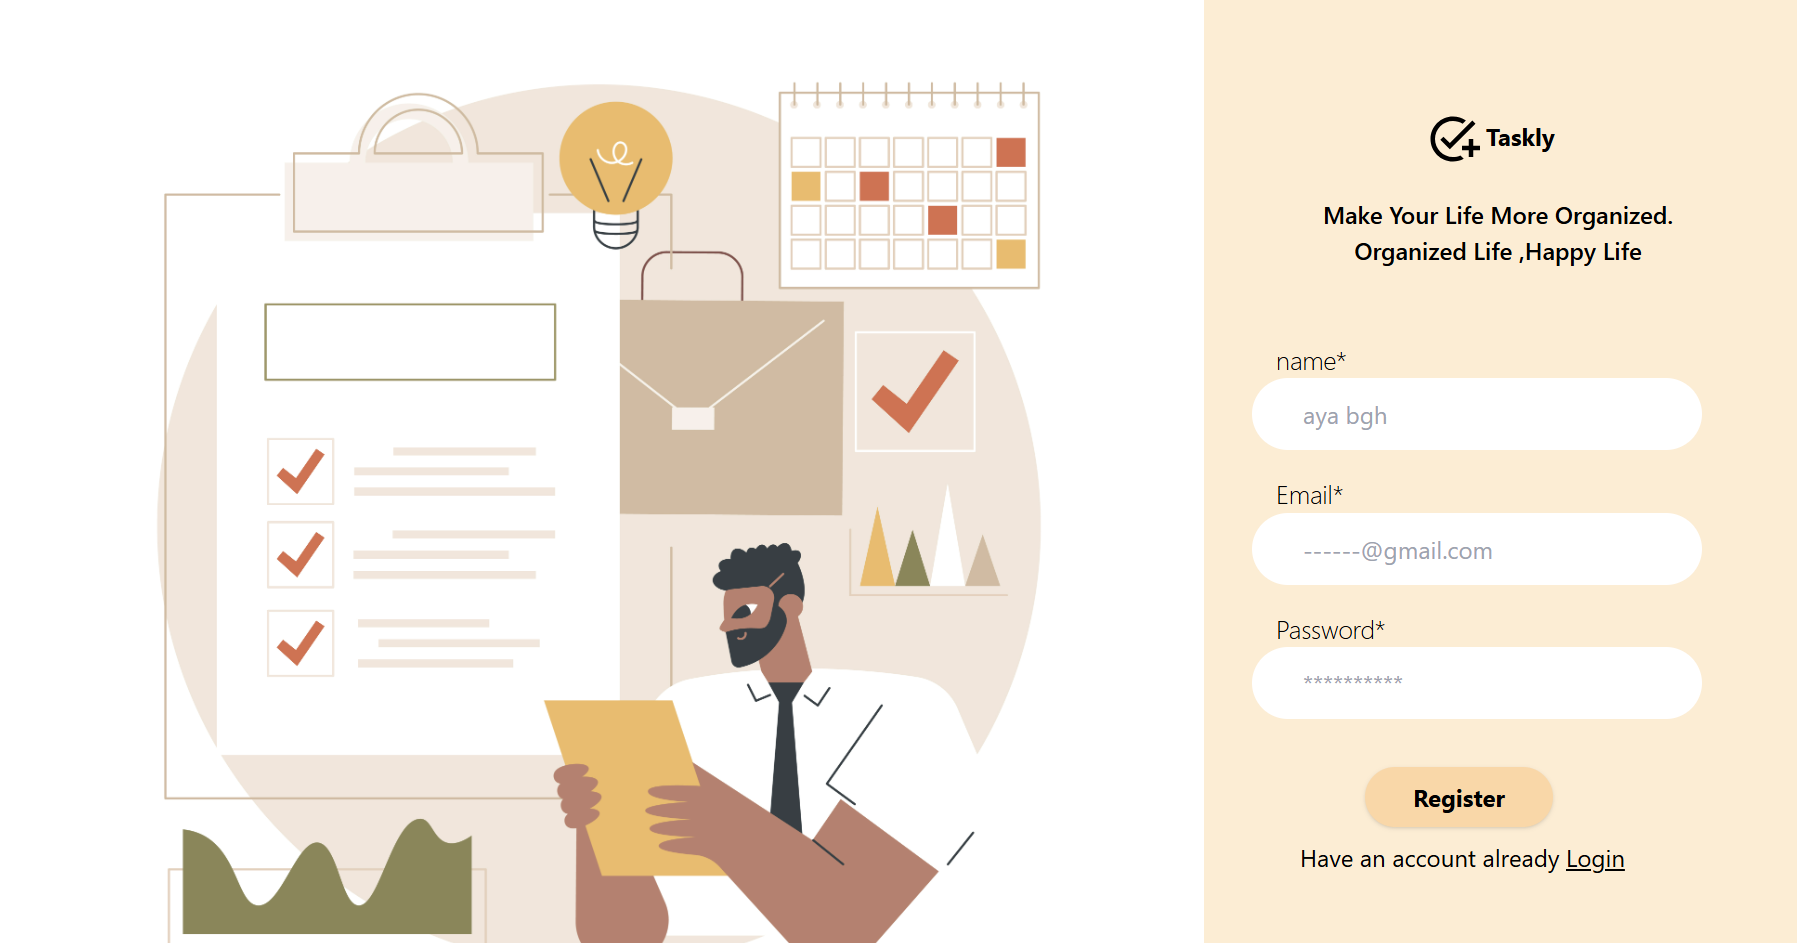 Taskly
Make Your Life More Organized.
Organized Life ,Happy Life
name*
aya bgh
Email*
------@gmail.com
Password*
**********
Register
Have an account already Login